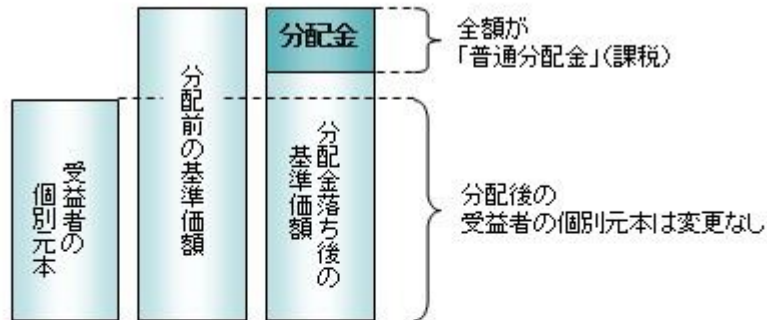 受益者の
個別元本
分配前の基準価額
分配金
分配金落ち後の
基準価額
全額が
「普通分配金」(課税)
分配後の
受益者の個別元本は変更なし